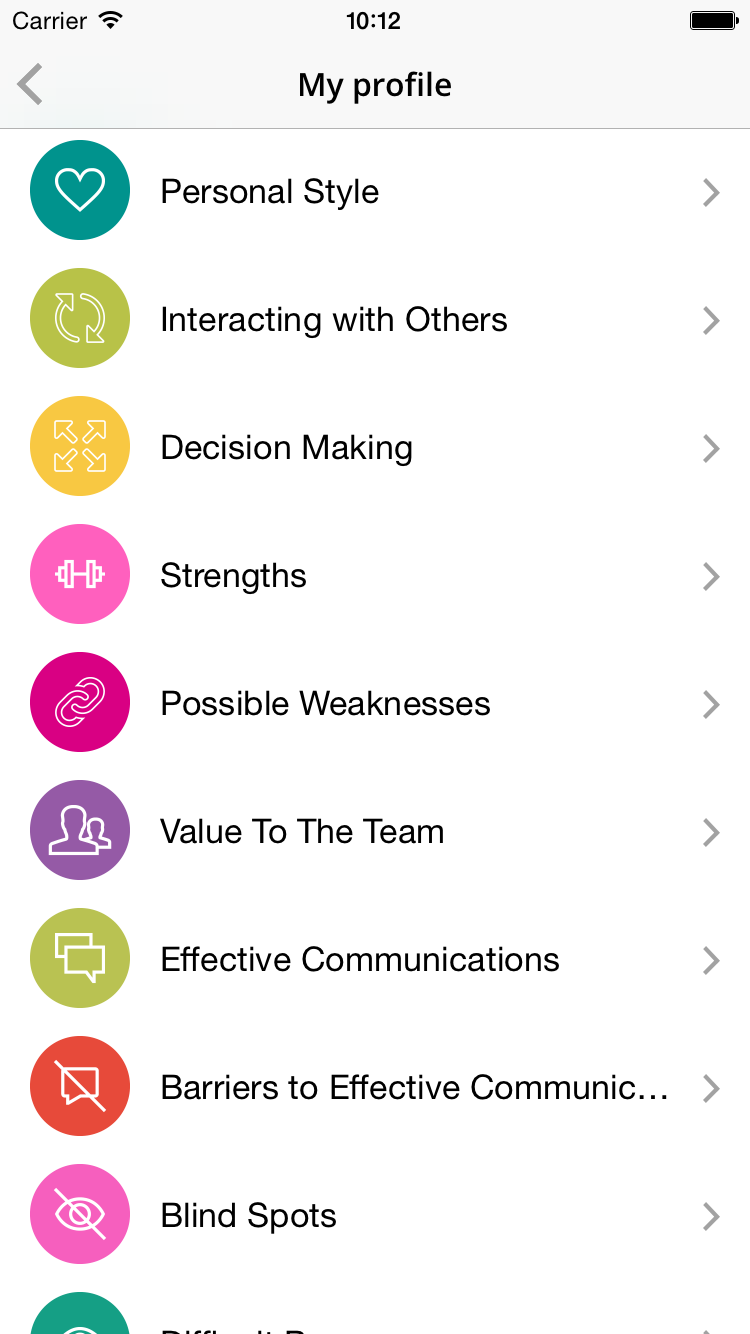 Carrier 10:12
My profile
Personal Style
Interacting with Others
Decision Making
Strengths
Possible Weaknesses
Value To The Team
Effective Communications
Barriers to Effective Communic...
Blind Spots